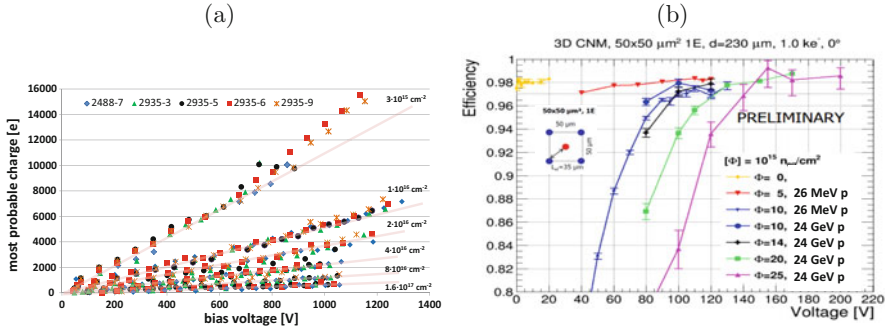 (a)
16000
14000
12000
10000
8000
6000
4000
2000
0
most probable charge [e]
2488-7 2935-3 2935-5 2935-6 2935-9
3·10¹⁵ cm⁻²
1·10¹⁶ cm⁻²
2·10¹⁶ cm⁻²
4·10¹⁶ cm⁻²
8·10¹⁶ cm⁻²
1.6·10¹⁷ cm⁻²
0 200 400 600 800 1000 1200 1400
bias voltage [V]
(b)
3D CNM, 50x50 μm² 1E, d=230 μm, 1.0 ke⁻, 0°
Efficiency
1
0.98
0.96
0.94
0.92
0.9
0.88
0.86
0.84
0.82
0.8
50x50 μm², 1E
50 μm
50 μm
PRELIMINARY
[Φ] = 10¹⁵ nₑq/cm²
Φ= 0,
Φ= 5, 26 MeV p
Φ=10, 26 MeV p
Φ=10, 24 GeV p
Φ=14, 24 GeV p
Φ=20, 24 GeV p
Φ=25, 24 GeV p
0 20 40 60 80 100 120 140 160 180 200
Voltage [V]